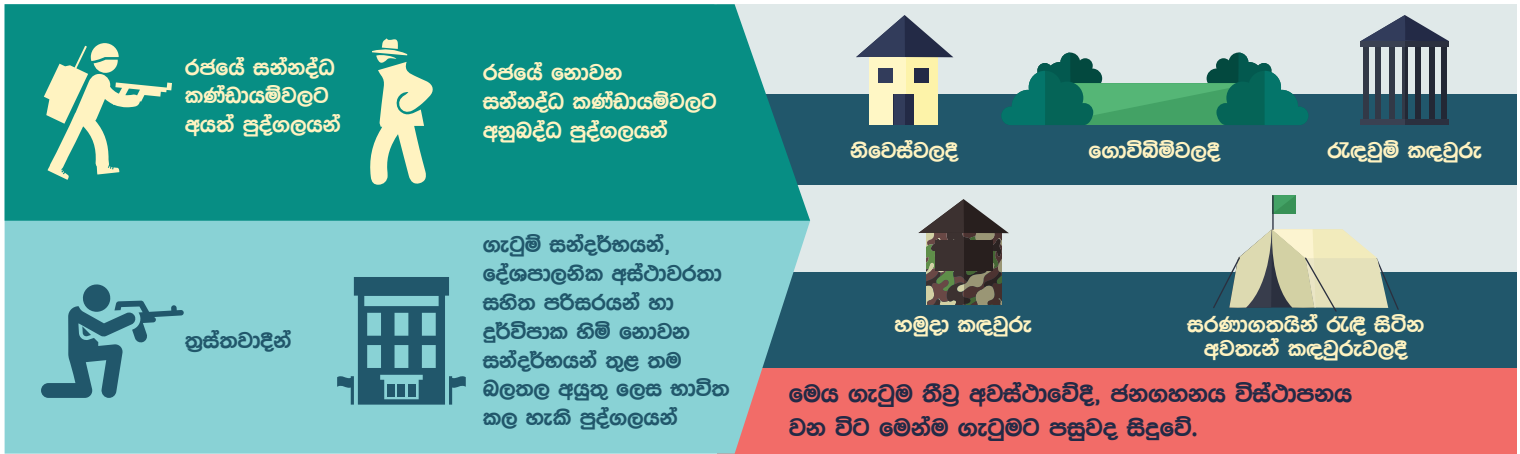 රජයේ සන්නද්ධ
කණ්ඩායම්වලට
අයත් පුද්ගලයන්
රජයේ නොවන
සන්නද්ධ කණ්ඩායම්වලට
අනුබද්ධ පුද්ගලයන්
ත්‍රස්තවාදීන්
ගැටුම් සන්දර්භයන්,
දේශපාලනික අස්ථාවරතා
සහිත පරිසරයන් හා
දුර්විපාක හිමි නොවන
සන්දර්භයන් තුළ තම
බලතල අයුතු ලෙස භාවිත
කල හැකි පුද්ගලයන්
නිවෙස්වලදී
ගොවිබිම්වලදී
රැඳවුම් කඳවුරු
හමුදා කඳවුරු
සරණාගතයින් රැඳී සිටින
අවතැන් කඳවුරුවලදී
මෙය ගැටුම තීව්‍ර අවස්ථාවේදී, ජනගහනය විස්ථාපනය
වන විට මෙන්ම ගැටුමට පසුවද සිදුවේ.